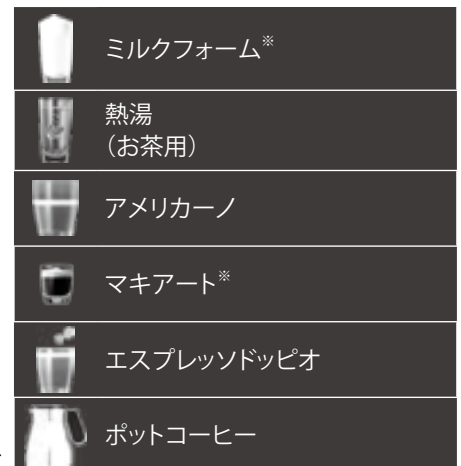 ミルクフォーム※
熱湯
（お茶用）
アメリカーノ
マキアート※
エスプレッソドッピオ
ポットコーヒー